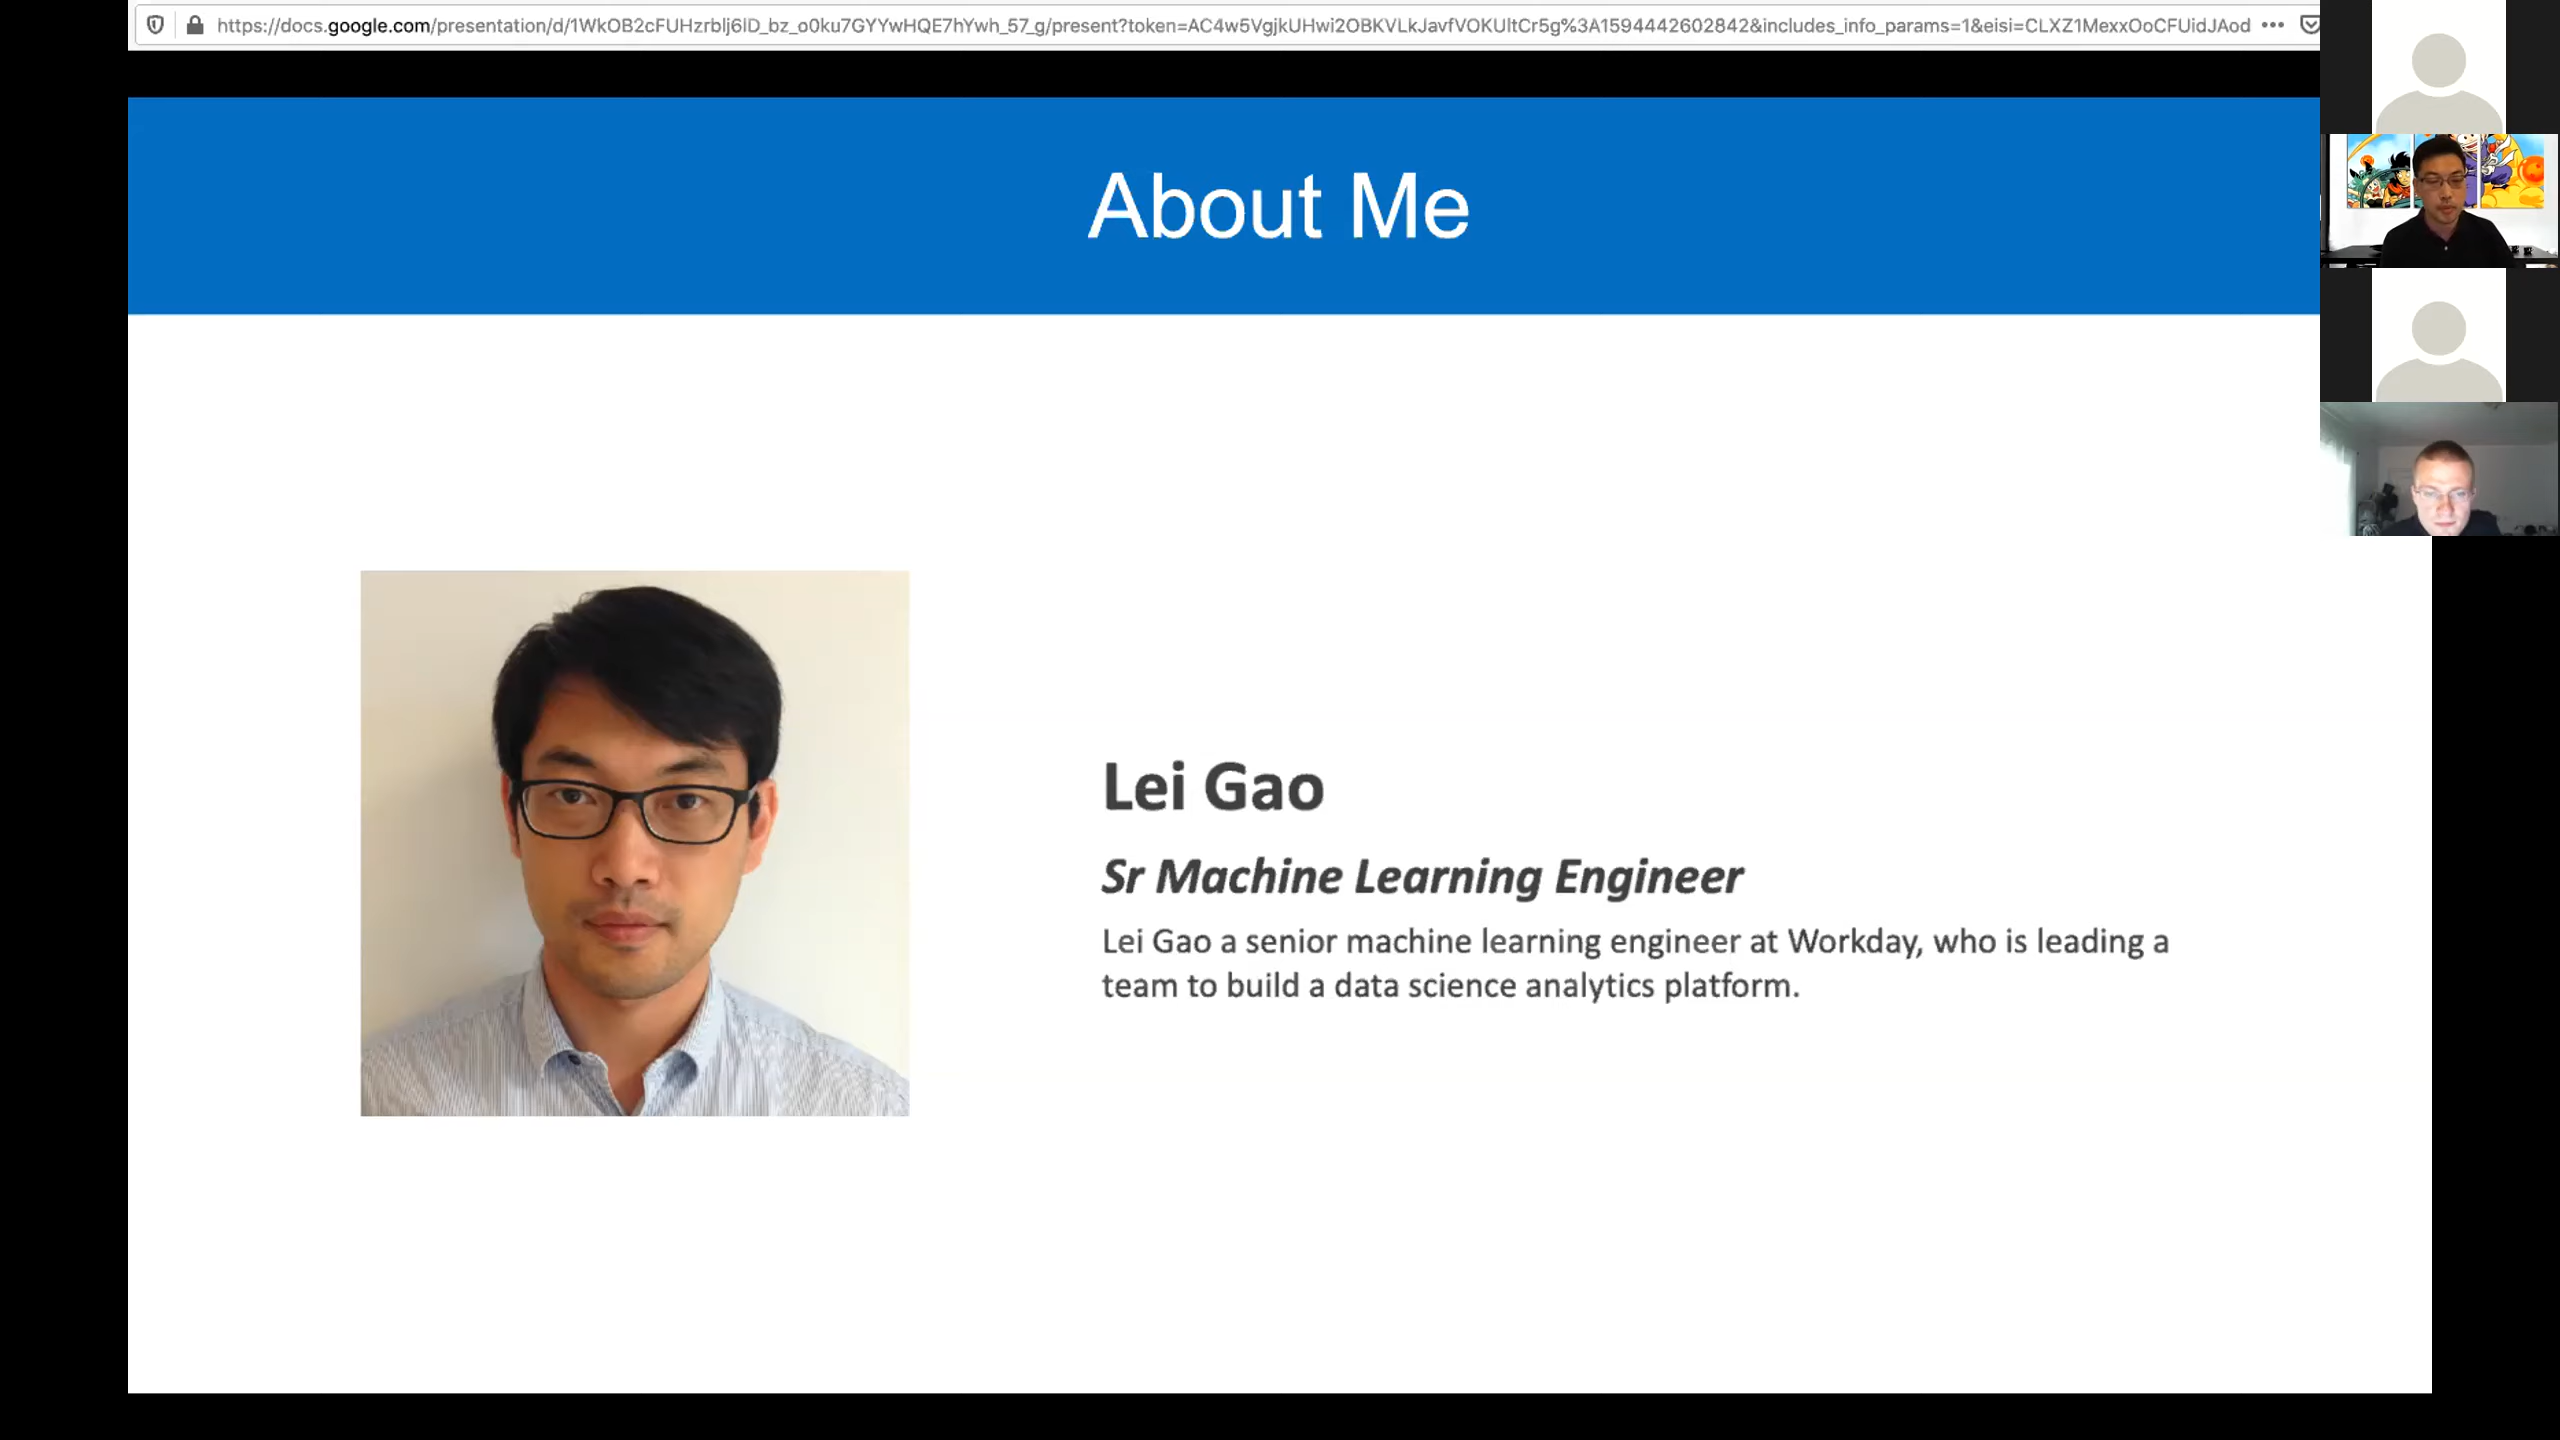 https://docs.google.com/presentation/d/1WkOB2cFUHzrblj6lD_bz_o0ku7GYYwHQE7hYwh_57_g/present?token=AC4w5VgjkUHwi2OBKVLkJavfVOKUltCr5g%3A1594442602842&includes_info_params=1&eisi=CLXZ1MexxOoCFUidJAod
About Me
Lei Gao
Sr Machine Learning Engineer
Lei Gao a senior machine learning engineer at Workday, who is leading a
team to build a data science analytics platform.